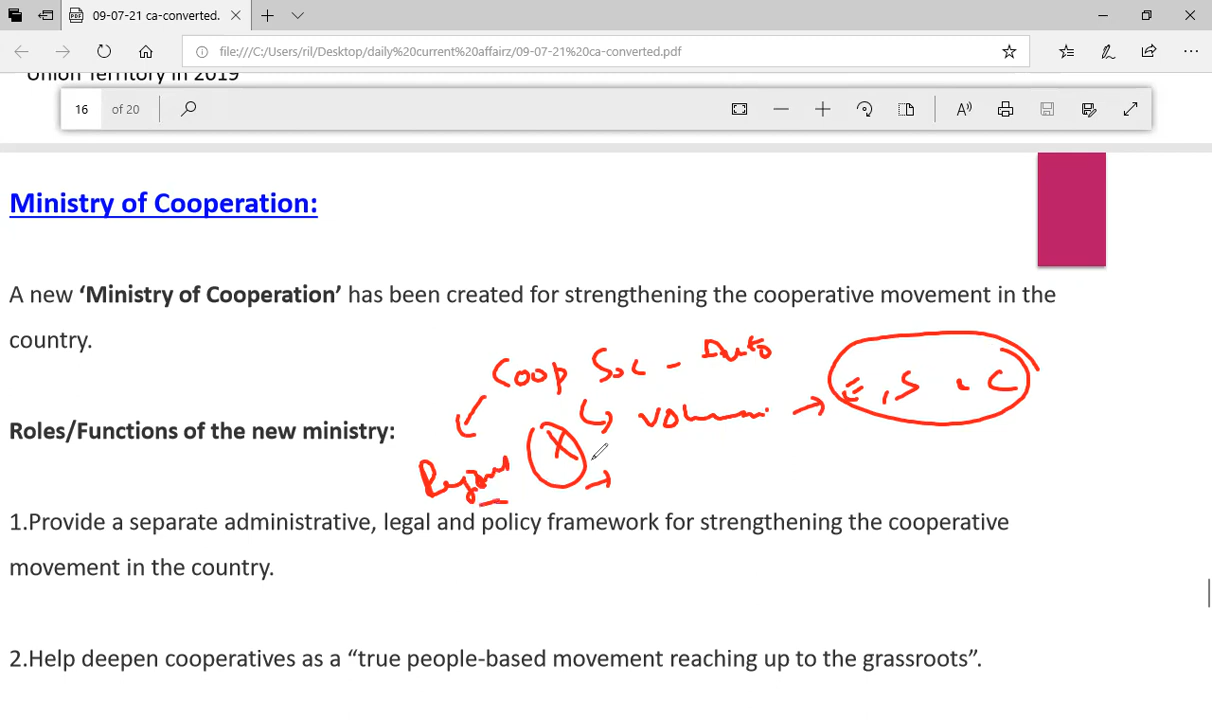 09-07-21 ca-converted.
file:///C:/Users/ril/Desktop/daily%20current%20affairz/09-07-21%20ca-converted.pdf
Union Territory in 2019
16 of 20
Ministry of Cooperation:
A new ‘Ministry of Cooperation’ has been created for strengthening the cooperative movement in the
country.
Coop Soc -
E, S, C
Roles/Functions of the new ministry:
X
1.Provide a separate administrative, legal and policy framework for strengthening the cooperative
movement in the country.
2.Help deepen cooperatives as a “true people-based movement reaching up to the grassroots”.